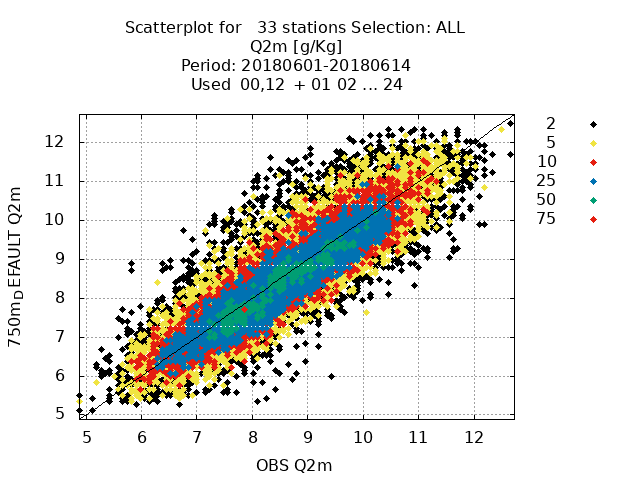 Scatterplot for   33 stations Selection: ALL
Q2m [g/Kg]
Period: 20180601-20180614
Used  00,12  + 01 02 ... 24
2
5
10
25
50
75
12
11
10
9
8
7
6
5
750m_DEFAULT Q2m
5 6 7 8 9 10 11 12
OBS Q2m